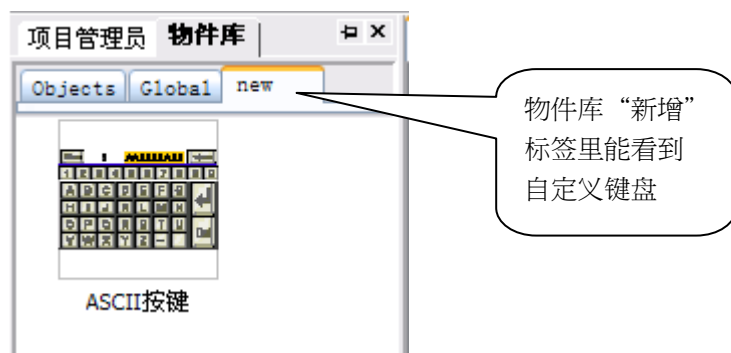 项目管理员 物件库
Objects Global new
物件库“新增”
标签里能看到
自定义键盘
ASCII按键